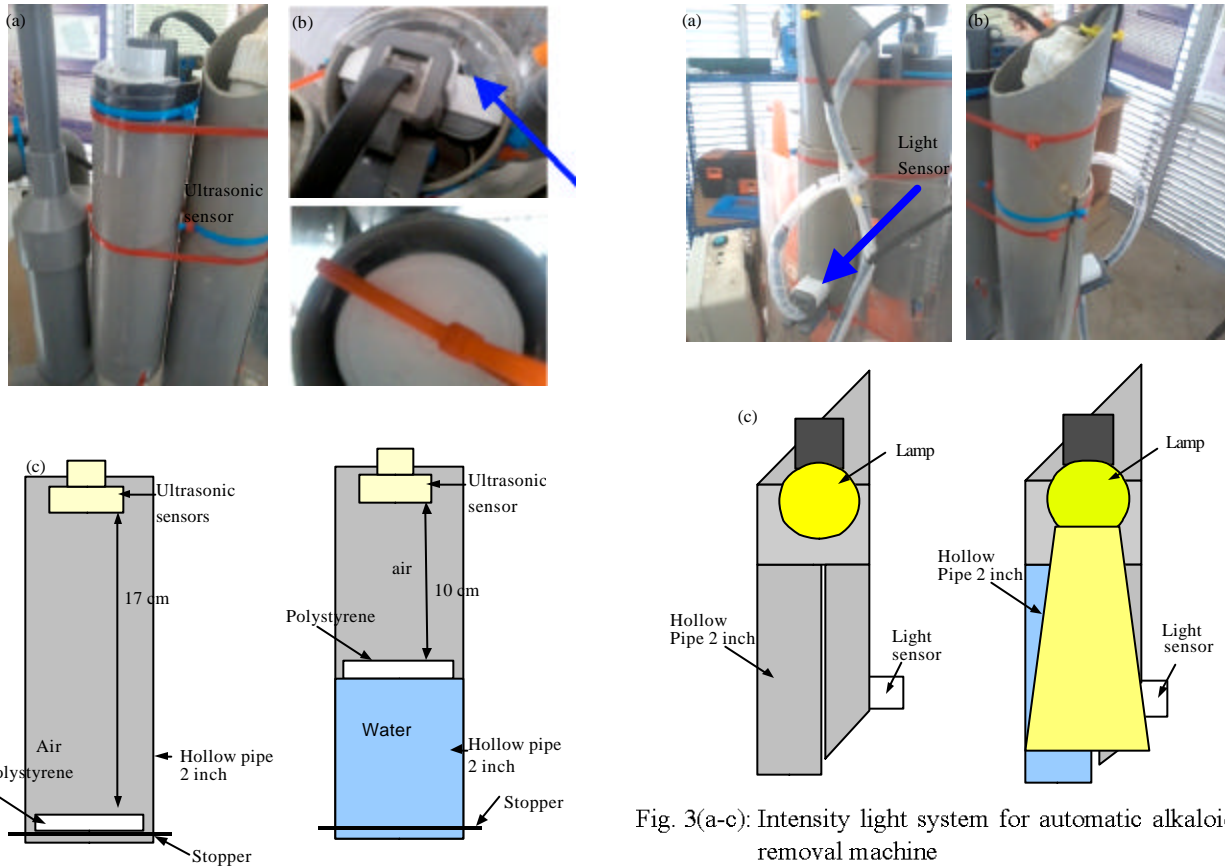 (a)
Ultrasonic
sensor
(b)
(c)
Ultrasonic
sensors
17 cm
Air
olystyrene
Hollow pipe
2 inch
Stopper
Ultrasonic
sensor
air
10 cm
Polystyrene
Water
Hollow pipe
2 inch
Stopper
(a)
Light
Sensor
(b)
(c)
Lamp
Hollow
Pipe 2 inch
Light
sensor
Lamp
Hollow
Pipe 2 inch
Light
sensor
Fig. 3(a-c): Intensity light system for automatic alkaloi
removal machine